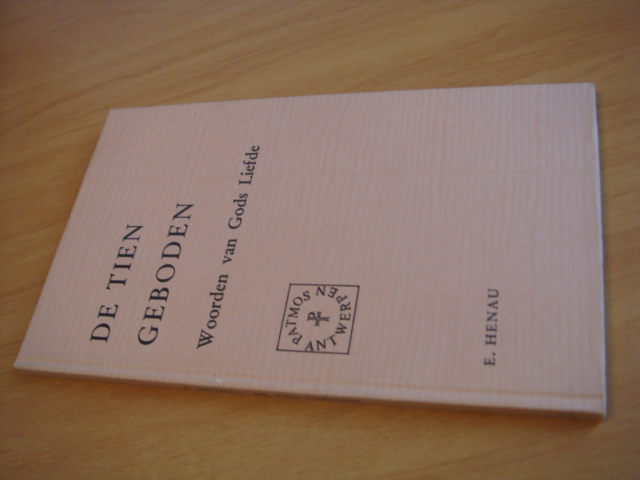 DE TIEN
GEBODEN
Woorden van Gods Liefde
PATMOS
ANTWERPEN
E. HENAU